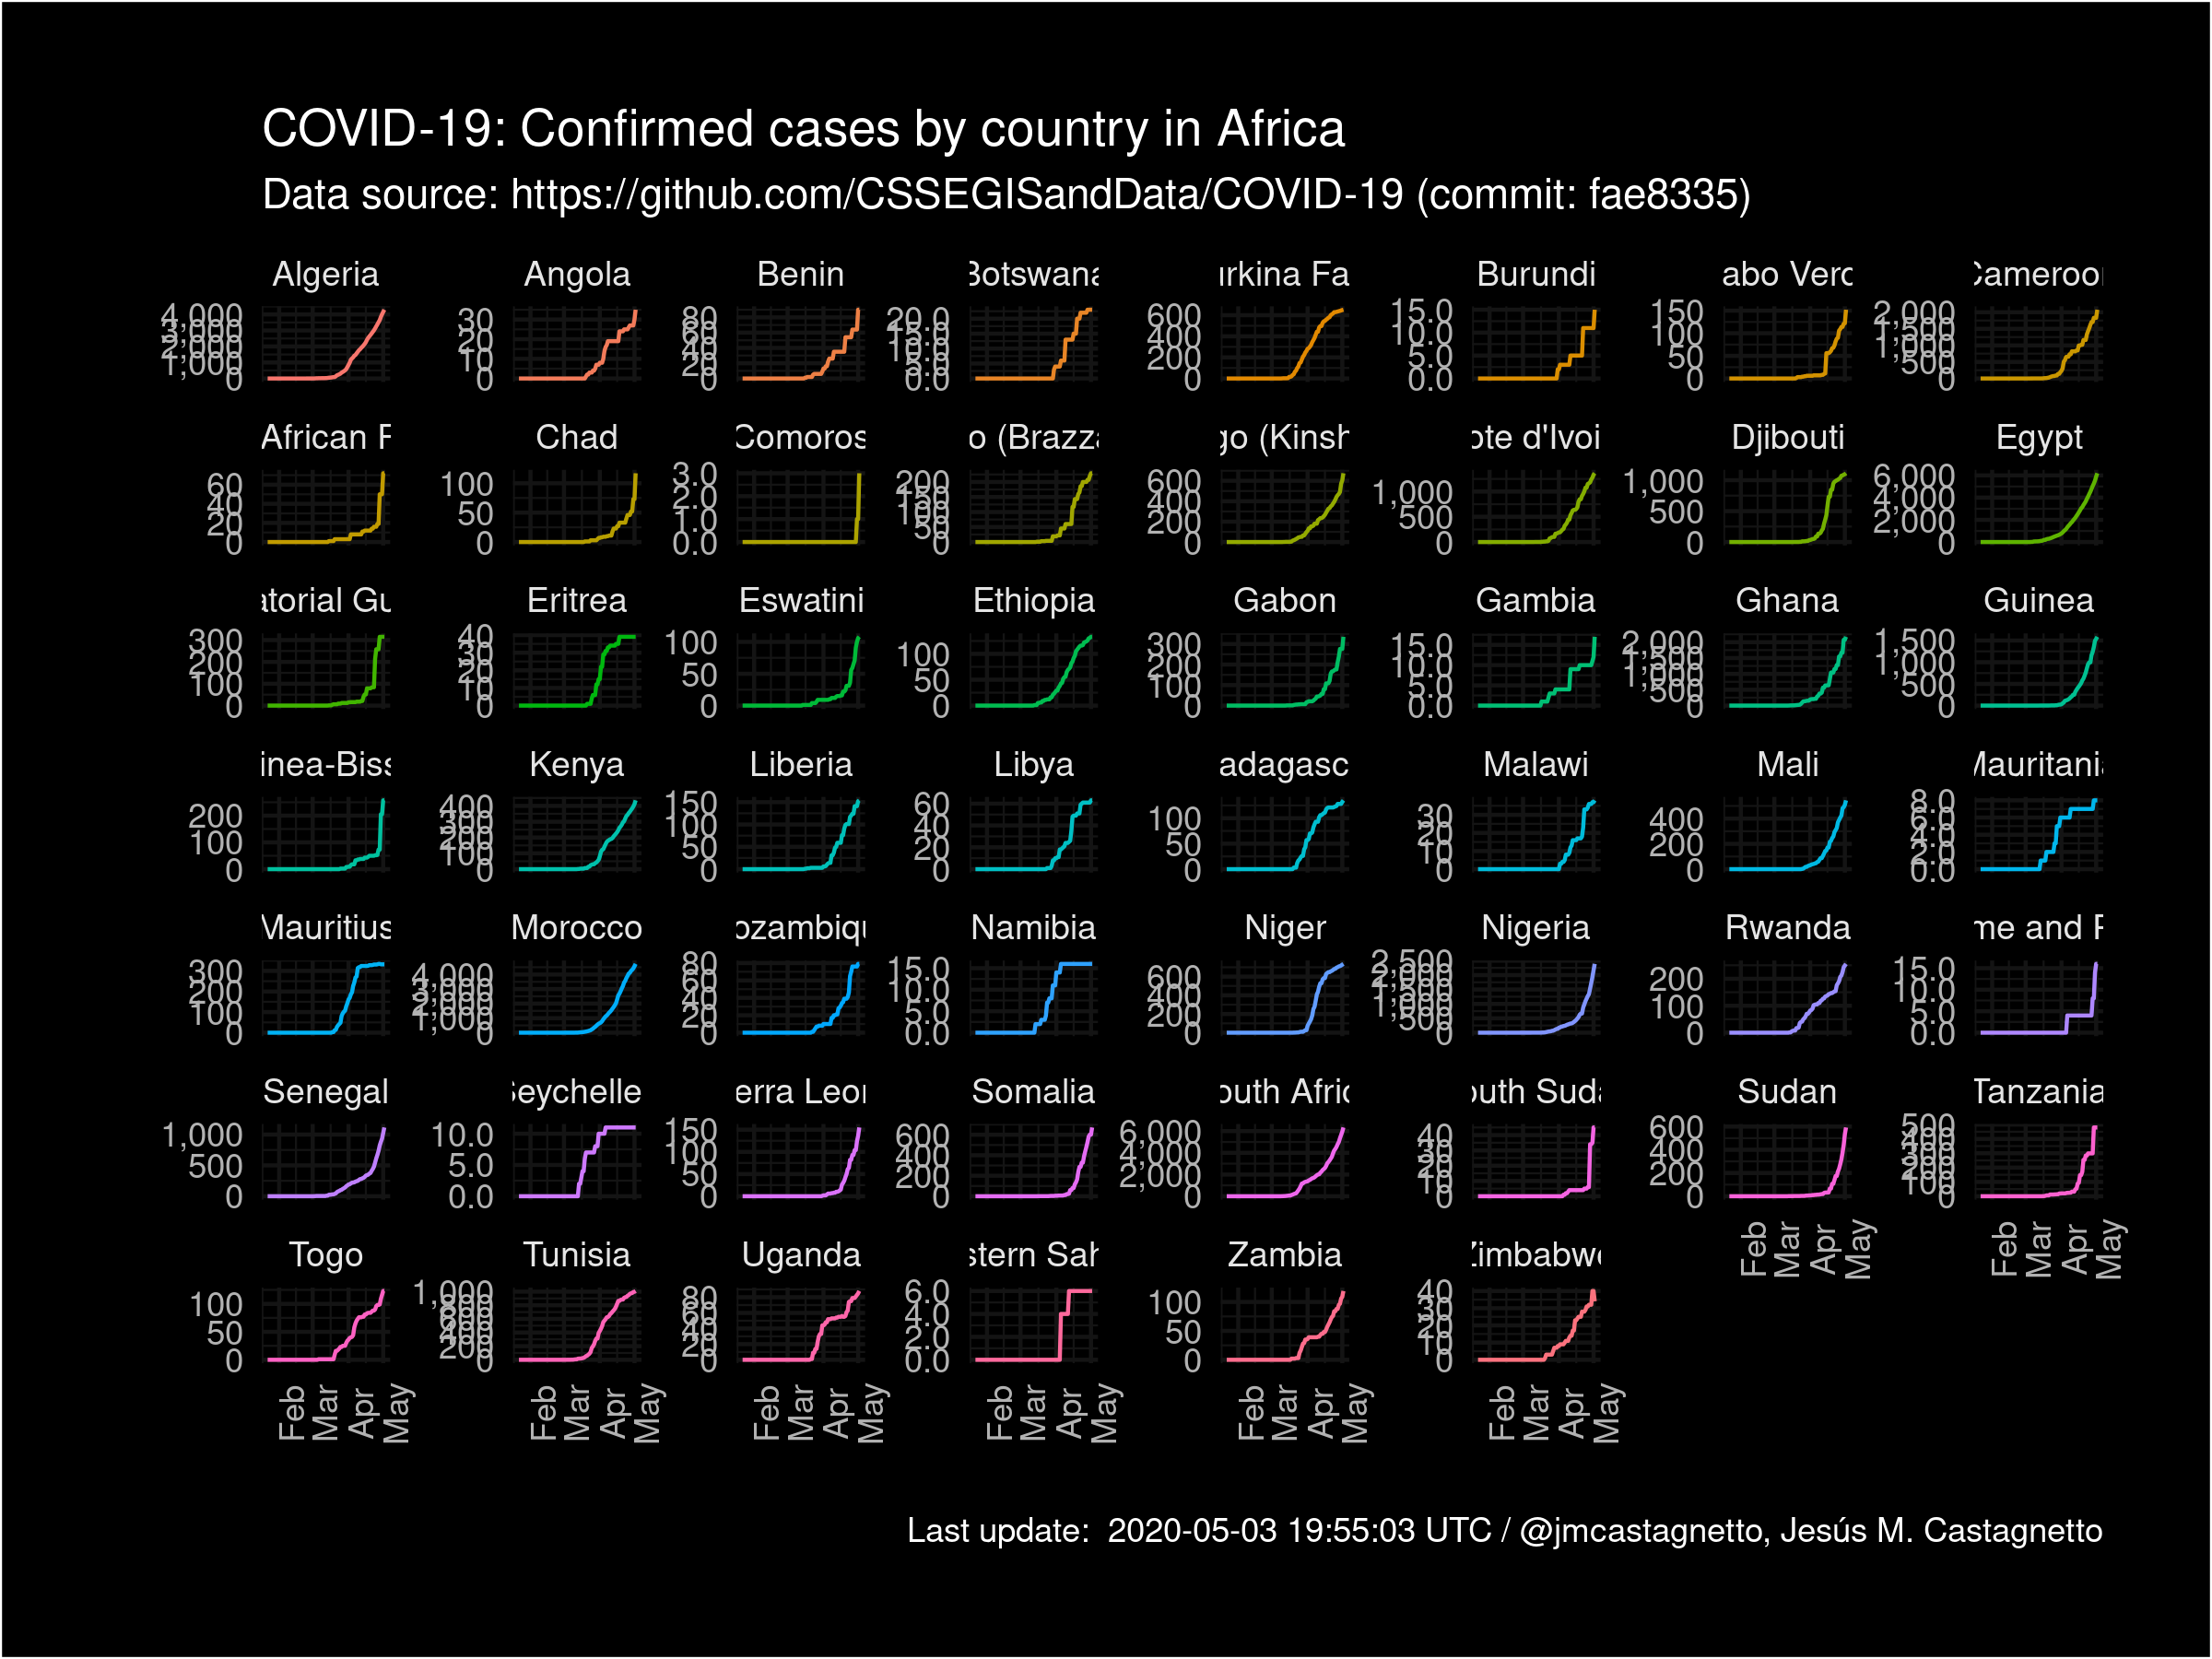 COVID-19: Confirmed cases by country in Africa
Data source: https://github.com/CSSEGISandData/COVID-19 (commit: fae8335)
Algeria Angola Benin Botswana urkina Fa Burundi abo Verd Cameroon
4,000 3,000 2,000 1,000 0 30 20 10 0 80 60 40 20 0 20.0 15.0 10.0 5.0 0.0 600 400 200 0 15.0 10.0 5.0 0.0 150 100 50 0 2,000 1,500 1,000 500 0
African R Chad Comoros o (Brazza go (Kinsh ote d'Ivoi Djibouti Egypt
60 40 20 0 100 50 0 3.0 2.0 1.0 0.0 200 150 100 50 0 600 400 200 0 1,000 500 0 1,000 500 0 6,000 4,000 2,000 0
atorial Gu Eritrea Eswatini Ethiopia Gabon Gambia Ghana Guinea
300 200 100 0 40 30 20 10 0 100 50 0 100 50 0 300 200 100 0 15.0 10.0 5.0 0.0 2,000 1,500 1,000 500 0 1,500 1,000 500 0
inea-Biss Kenya Liberia Libya adagasc Malawi Mali Mauritania
200 100 0 400 300 200 100 0 150 100 50 0 60 40 20 0 100 50 0 30 20 10 0 400 200 0 8.0 6.0 4.0 2.0 0.0
Mauritius Morocco ozambiqu Namibia Niger Nigeria Rwanda me and P
300 200 100 0 4,000 3,000 2,000 1,000 0 80 60 40 20 0 15.0 10.0 5.0 0.0 600 400 200 0 2,500 2,000 1,500 1,000 500 0 200 100 0 15.0 10.0 5.0 0.0
Senegal Seychelle erra Leon Somalia outh Afric outh Suda Sudan Tanzania
1,000 500 0 10.0 5.0 0.0 150 100 50 0 600 400 200 0 6,000 4,000 2,000 0 40 30 20 10 0 600 400 200 0 500 400 300 200 100 0
Feb Mar Apr May Feb Mar Apr May
Togo Tunisia Uganda stern Sah Zambia Zimbabwe
100 50 0 1,000 800 600 400 200 0 80 60 40 20 0 6.0 4.0 2.0 0.0 100 50 0 40 30 20 10 0
Feb Mar Apr May Feb Mar Apr May Feb Mar Apr May Feb Mar Apr May Feb Mar Apr May Feb Mar Apr May
Last update: 2020-05-03 19:55:03 UTC / @jmcastagnetto, Jesús M. Castagnetto